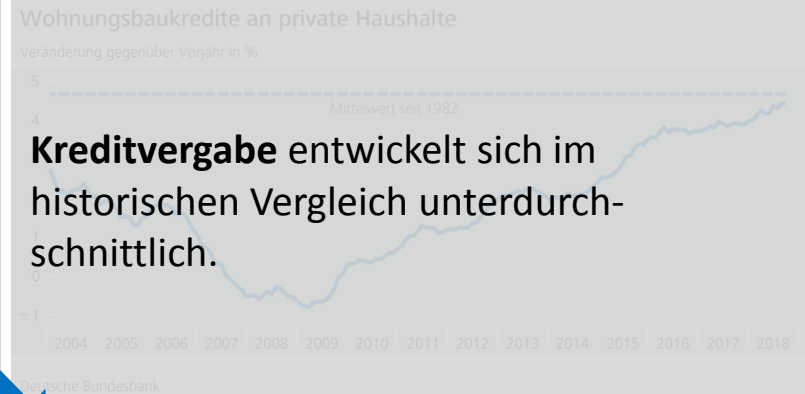 Wohnungsbaukredite an private Haushalte
Veränderung gegenüber Vorjahr in %
5
Mittelwert seit 1982
4
Kreditvergabe entwickelt sich im
historischen Vergleich unterdurch-
schnittlich.
1
0
– 1
2004 2005 2006 2007 2008 2009 2010 2011 2012 2013 2014 2015 2016 2017 2018
Deutsche Bundesbank